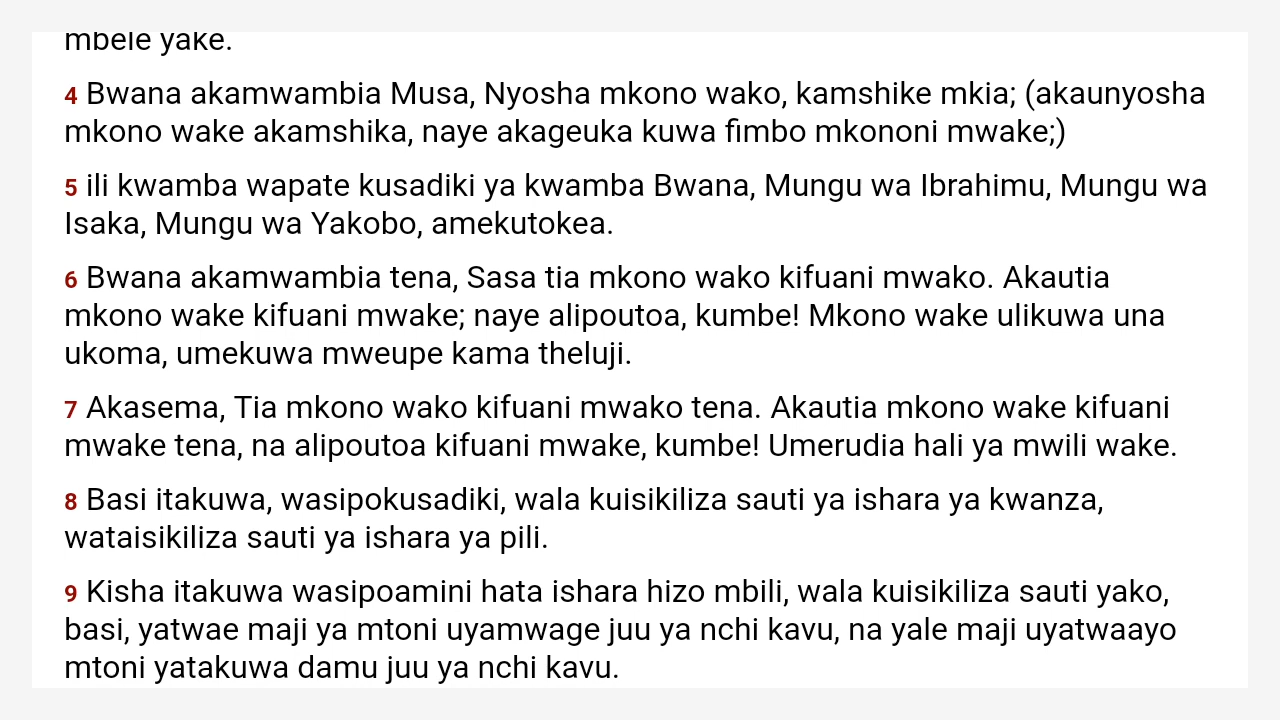 mbele yake.
4 Bwana akamwambia Musa, Nyosha mkono wako, kamshike mkia; (akaunyosha
mkono wake akamshika, naye akageuka kuwa fimbo mkononi mwake;)
5 ili kwamba wapate kusadiki ya kwamba Bwana, Mungu wa Ibrahimu, Mungu wa
Isaka, Mungu wa Yakobo, amekutokea.
6 Bwana akamwambia tena, Sasa tia mkono wako kifuani mwako. Akautia
mkono wake kifuani mwake; naye alipoutoa, kumbe! Mkono wake ulikuwa una
ukoma, umekuwa mweupe kama theluji.
7 Akasema, Tia mkono wako kifuani mwako tena. Akautia mkono wake kifuani
mwake tena, na alipoutoa kifuani mwake, kumbe! Umerudia hali ya mwili wake.
8 Basi itakuwa, wasipokusadiki, wala kuisikiliza sauti ya ishara ya kwanza,
wataisikiliza sauti ya ishara ya pili.
9 Kisha itakuwa wasipoamini hata ishara hizo mbili, wala kuisikiliza sauti yako,
basi, yatwae maji ya mtoni uyamwage juu ya nchi kavu, na yale maji uyatwaayo
mtoni yatakuwa damu juu ya nchi kavu.